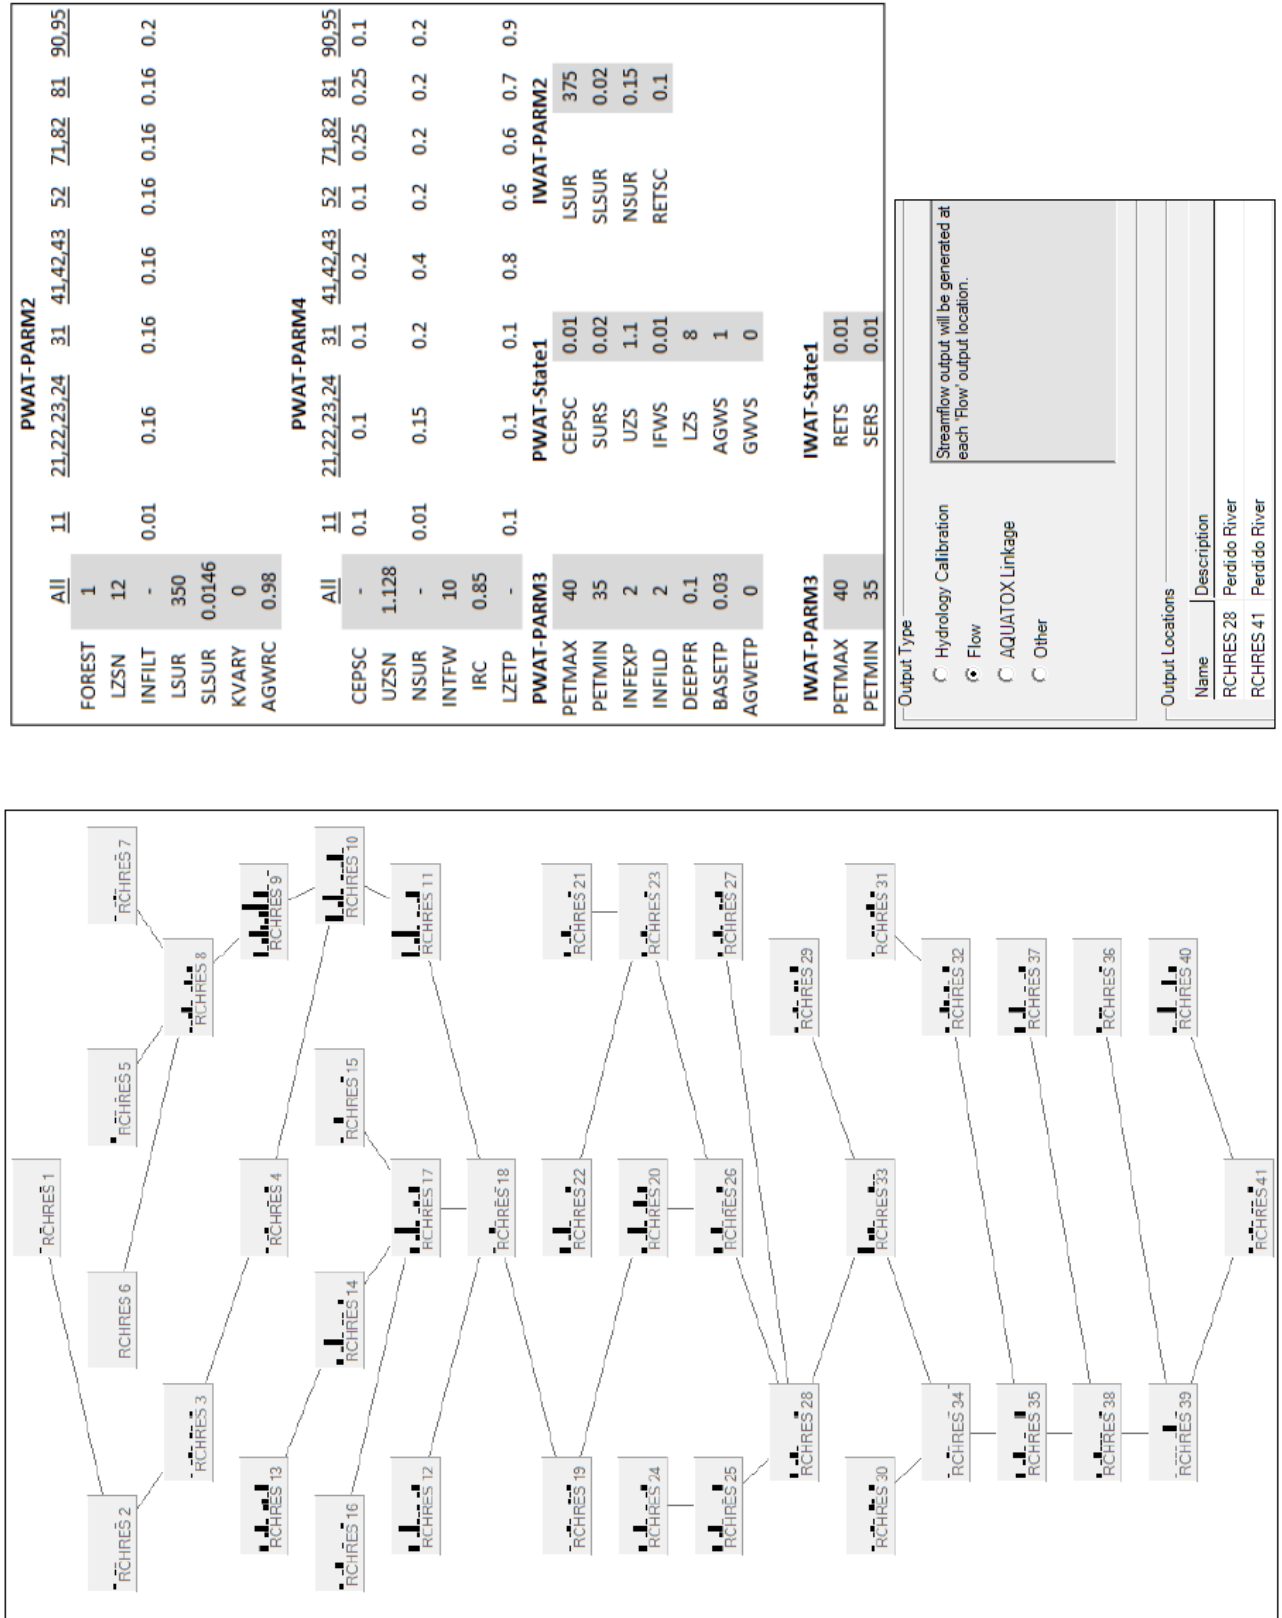 PWAT-PARM2
All 11 21,22,23,24 31 41,42,43 52 71,82 81 90,95
FOREST 1
LZSN 12
INFILT - 0.01 0.16 0.16 0.16 0.16 0.16 0.16 0.2
LSUR 350
SLSUR 0.0146
KVARY 0
AGWRC 0.98
PWAT-PARM4
All 11 21,22,23,24 31 41,42,43 52 71,82 81 90,95
CEPSC - 0.1 0.1 0.1 0.2 0.1 0.25 0.25 0.1
UZSN 1.128
NSUR - 0.01 0.15 0.2 0.4 0.2 0.2 0.2 0.2
INTFW 10
IRC 0.85
LZETP - 0.1 0.1 0.1 0.8 0.6 0.6 0.7 0.9
PWAT-PARM3 PWAT-State1 IWAT-PARM2
PETMAX 40 CEPSC 0.01 LSUR 375
PETMIN 35 SURS 0.02 SLSUR 0.02
INFEXP 2 UZS 1.1 NSUR 0.15
INFILD 2 IFWS 0.01 RETSC 0.1
DEEPFR 0.1 LZS 8
BASETP 0.03 AGWS 1
AGWETP 0 GWVS 0
IWAT-PARM3 IWAT-State1
PETMAX 40 RETS 0.01
PETMIN 35 SERS 0.01
Output Type
Hydrology Calibration
Flow
AQUATOX Linkage
Other
Streamflow output will be generated at
each 'Flow' output location.
Output Locations
Name Description
RCHRES 28 Perdido River
RCHRES 41 Perdido River
RCHRES 1
RCHRES 2 RCHRES 6 RCHRES 5 RCHRES 7
RCHRES 3 RCHRES 8
RCHRES 13 RCHRES 4 RCHRES 9
RCHRES 16 RCHRES 14 RCHRES 15 RCHRES 10
RCHRES 12 RCHRES 17 RCHRES 11
RCHRES 18
RCHRES 19 RCHRES 22 RCHRES 21
RCHRES 24 RCHRES 20 RCHRES 23
RCHRES 25 RCHRES 26 RCHRES 27
RCHRES 28 RCHRES 29
RCHRES 30 RCHRES 33 RCHRES 31
RCHRES 34 RCHRES 32
RCHRES 35 RCHRES 37
RCHRES 38 RCHRES 36
RCHRES 39 RCHRES 40
RCHRES 41